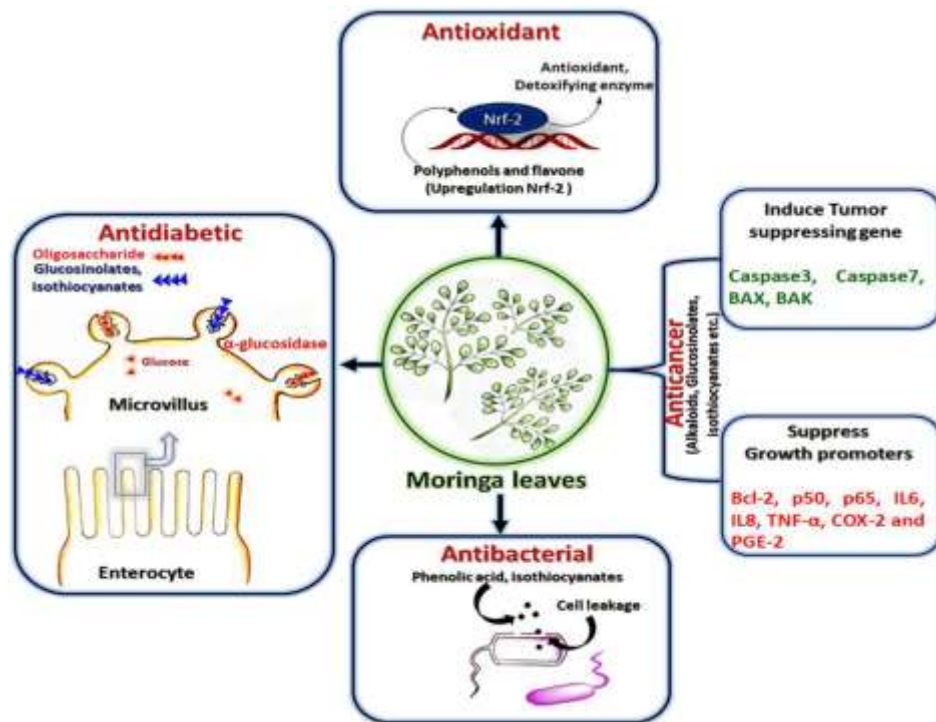 Antioxidant
Antioxidant,
Detoxifying enzyme
Nrf-2
Polyphenols and flavone
(Upregulation Nrf-2 )
Antidiabetic
Oligosaccharide
Glucosinolates,
Isothiocyanates
α-glucosidase
Glucose
Microvillus
Enterocyte
Moringa leaves
Anticancer
(Alkaloids, Glucosinolates,
Isothiocyanates etc.)
Induce Tumor
suppressing gene
Caspase3, Caspase7,
BAX, BAK
Suppress
Growth promoters
Bcl-2, p50, p65, IL6,
IL8, TNF-α, COX-2 and
PGE-2
Antibacterial
Phenolic acid, Isothiocyanates
Cell leakage